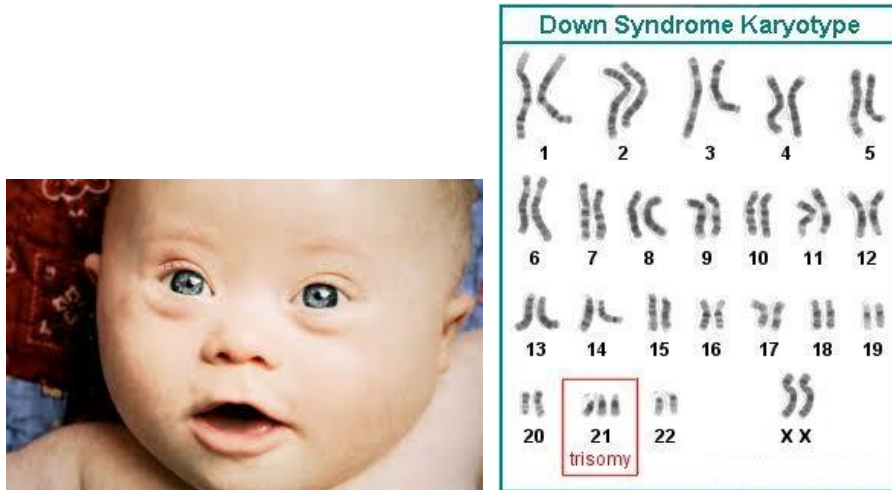 Down Syndrome Karyotype
1 2 3 4 5
6 7 8 9 10 11 12
13 14 15 16 17 18 19
20 21 22 X X
trisomy